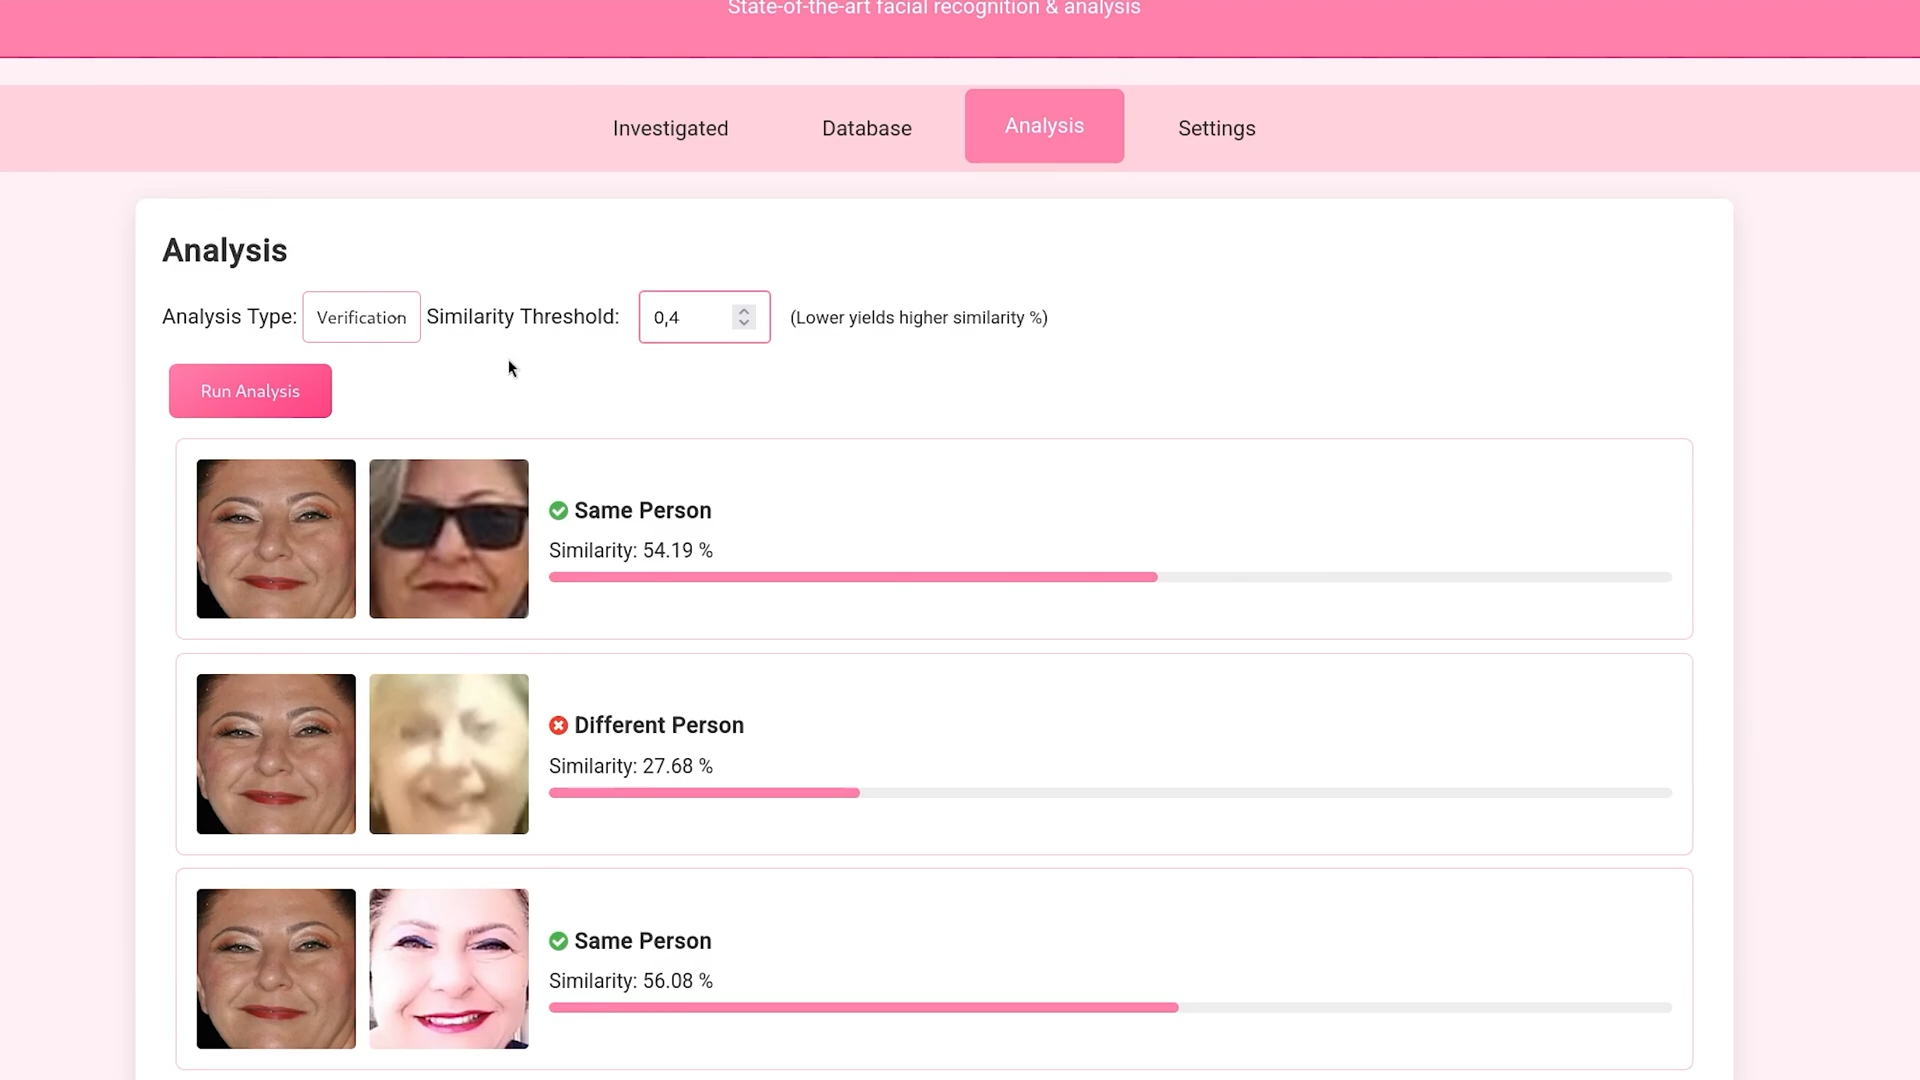 State-of-the-art facial recognition & analysis
Investigated
Database
Analysis
Settings
Analysis
Analysis Type: Verification Similarity Threshold: 0,4 (Lower yields higher similarity %)
Run Analysis
Same Person
Similarity: 54.19 %
Different Person
Similarity: 27.68 %
Same Person
Similarity: 56.08 %